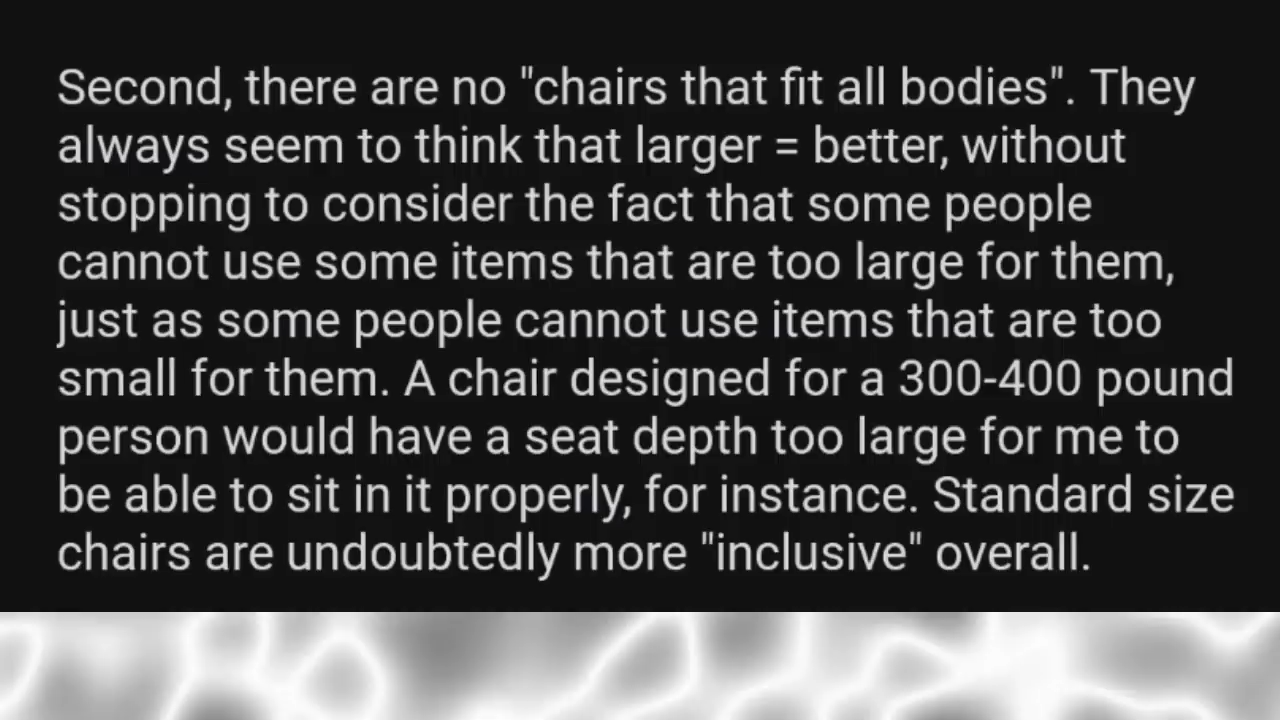 Second, there are no "chairs that fit all bodies". They
always seem to think that larger = better, without
stopping to consider the fact that some people
cannot use some items that are too large for them,
just as some people cannot use items that are too
small for them. A chair designed for a 300-400 pound
person would have a seat depth too large for me to
be able to sit in it properly, for instance. Standard size
chairs are undoubtedly more "inclusive" overall.